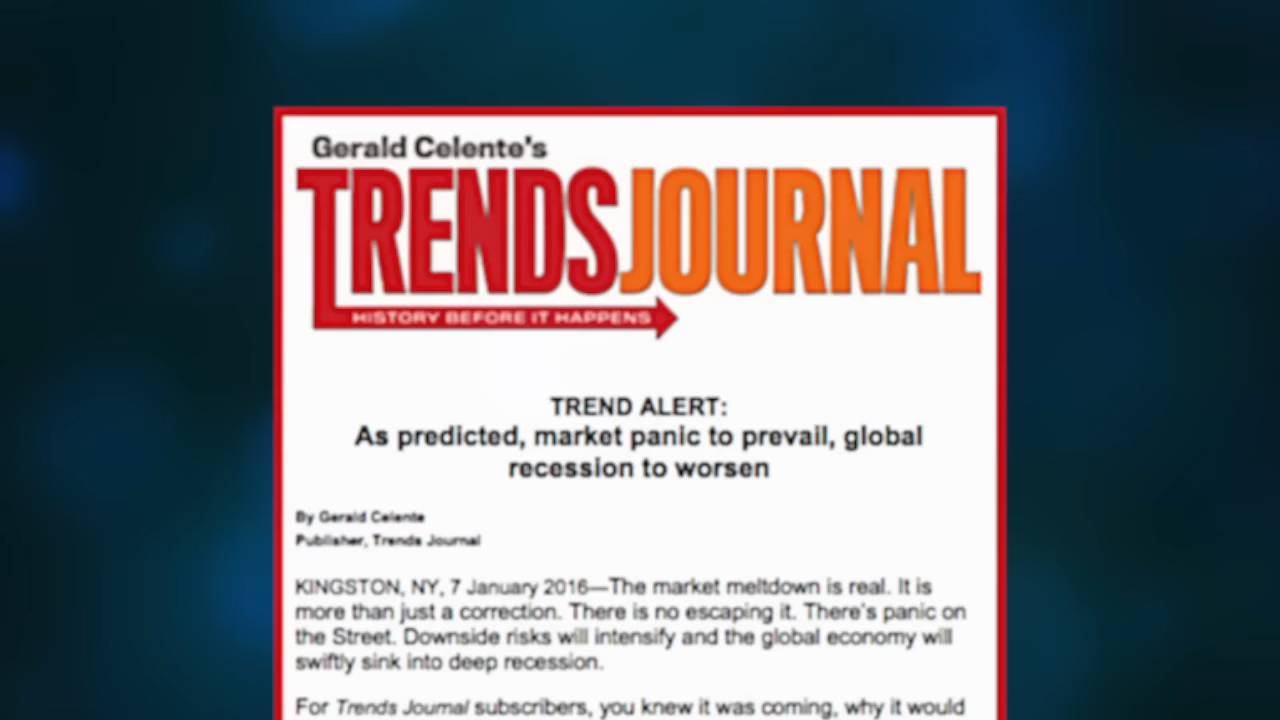 Gerald Celente's
TRENDSJOURNAL
HISTORY BEFORE IT HAPPENS
TREND ALERT:
As predicted, market panic to prevail, global
recession to worsen
By Gerald Celente
Publisher, Trends Journal
KINGSTON, NY, 7 January 2016—The market meltdown is real. It is
more than just a correction. There is no escaping it. There's panic on
the Street. Downside risks will intensify and the global economy will
swiftly sink into deep recession.
For Trends Journal subscribers, you knew it was coming, why it would